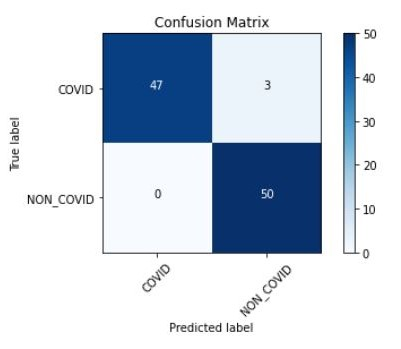 Confusion Matrix
COVID
47
3
NON_COVID
0
50
True label
COVID
NON_COVID
Predicted label
50
40
30
20
10
0